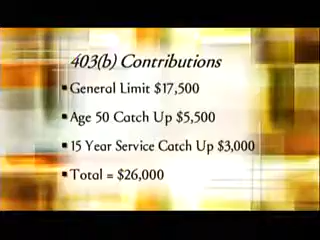 403(b) Contributions
▪General Limit $17,500
▪Age 50 Catch Up $5,500
▪15 Year Service Catch Up $3,000
▪Total = $26,000